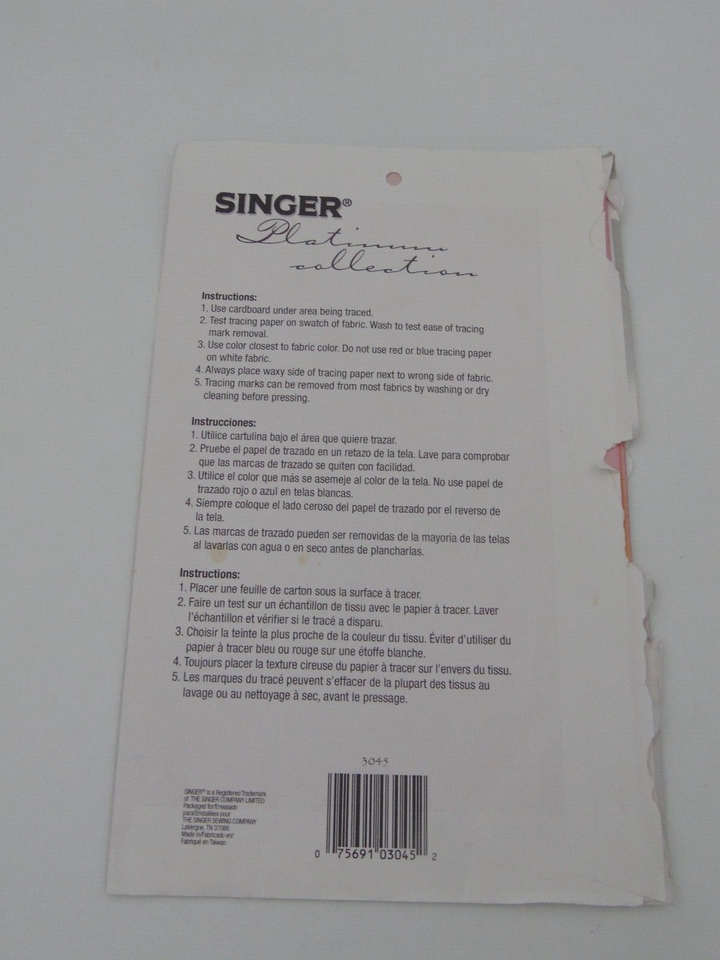 SINGER®
Platinum
collection
Instructions:
1. Use cardboard under area being traced.
2. Test tracing paper on swatch of fabric. Wash to test ease of tracing
mark removal.
3. Use color closest to fabric color. Do not use red or blue tracing paper
on white fabric.
4. Always place waxy side of tracing paper next to wrong side of fabric.
5. Tracing marks can be removed from most fabrics by washing or dry
cleaning before pressing.
Instrucciones:
1. Utilice cartulina bajo el área que quiere trazar.
2. Pruebe el papel de trazado en un retazo de la tela. Lave para comprobar
que las marcas de trazado se quiten con facilidad.
3. Utilice el color que más se asemeje al color de la tela. No use papel de
trazado rojo o azul en telas blancas.
4. Siempre coloque el lado ceroso del papel de trazado por el reverso de
la tela.
5. Las marcas de trazado pueden ser removidas de la mayoría de las telas
al lavarlas con agua o en seco antes de plancharlas.
Instructions:
1. Placer une feuille de carton sous la surface à tracer.
2. Faire un test sur un échantillon de tissu avec le papier à tracer. Laver
l'échantillon et vérifier si le tracé a disparu.
3. Choisir la teinte la plus proche de la couleur du tissu. Éviter d'utiliser du
papier à tracer bleu ou rouge sur une étoffe blanche.
4. Toujours placer la texture cireuse du papier à tracer sur l'envers du tissu.
5. Les marques du tracé peuvent s'effacer de la plupart des tissus au
lavage ou au nettoyage à sec, avant le pressage.
3045
SINGER® is a Registered Trademark
of THE SINGER COMPANY LIMITED
Packaged for/Envasado
para/Emballée pour
THE SINGER SEWING COMPANY
LaVergne, TN 37086
Made in/Fabricado en/
Fabriqué en Taiwan
0 75691 03045 2